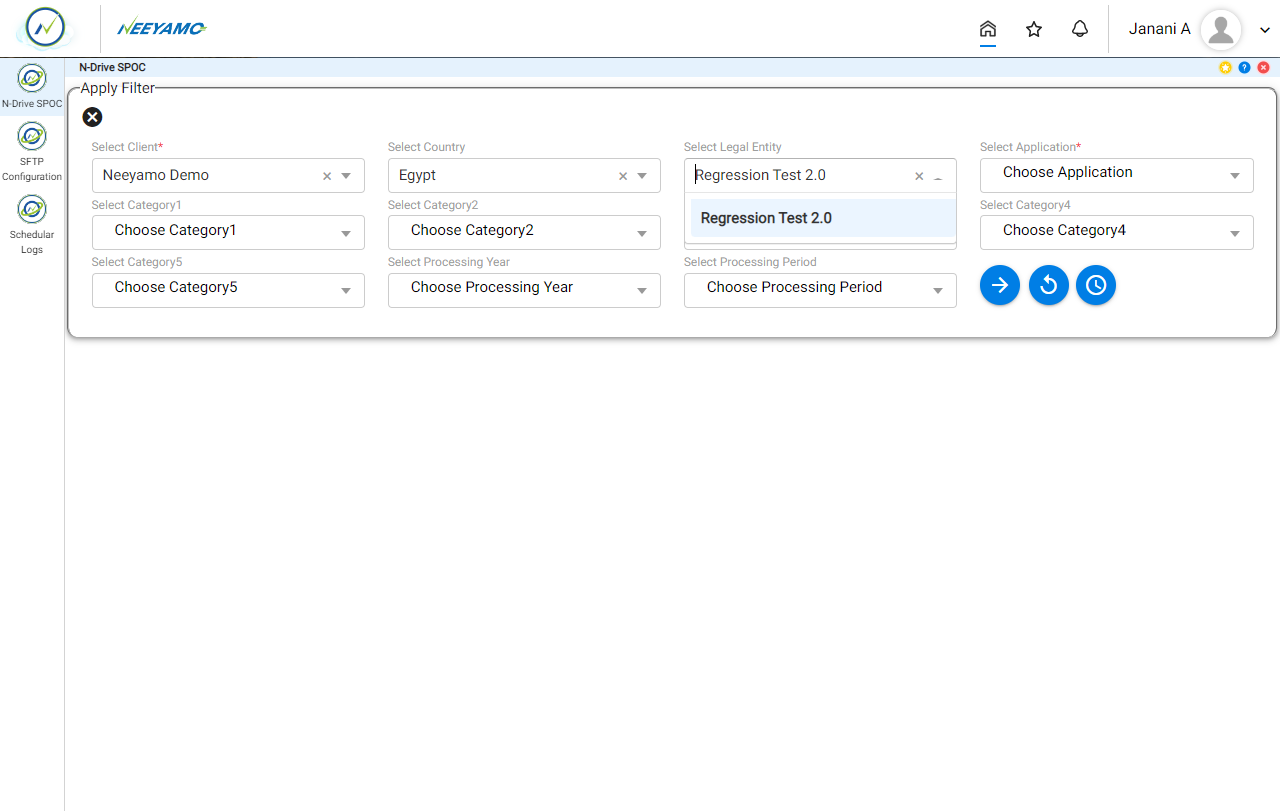 NEEYAMO
Janani A
N-Drive SPOC
N-Drive SPOC
SFTP
Configuration
Schedular
Logs
Apply Filter
Select Client*
Select Country
Select Legal Entity
Select Application*
Neeyamo Demo
Egypt
Regression Test 2.0
Choose Application
Select Category1
Select Category2
Regression Test 2.0
Select Category4
Choose Category1
Choose Category2
Choose Category4
Select Category5
Select Processing Year
Select Processing Period
Choose Category5
Choose Processing Year
Choose Processing Period